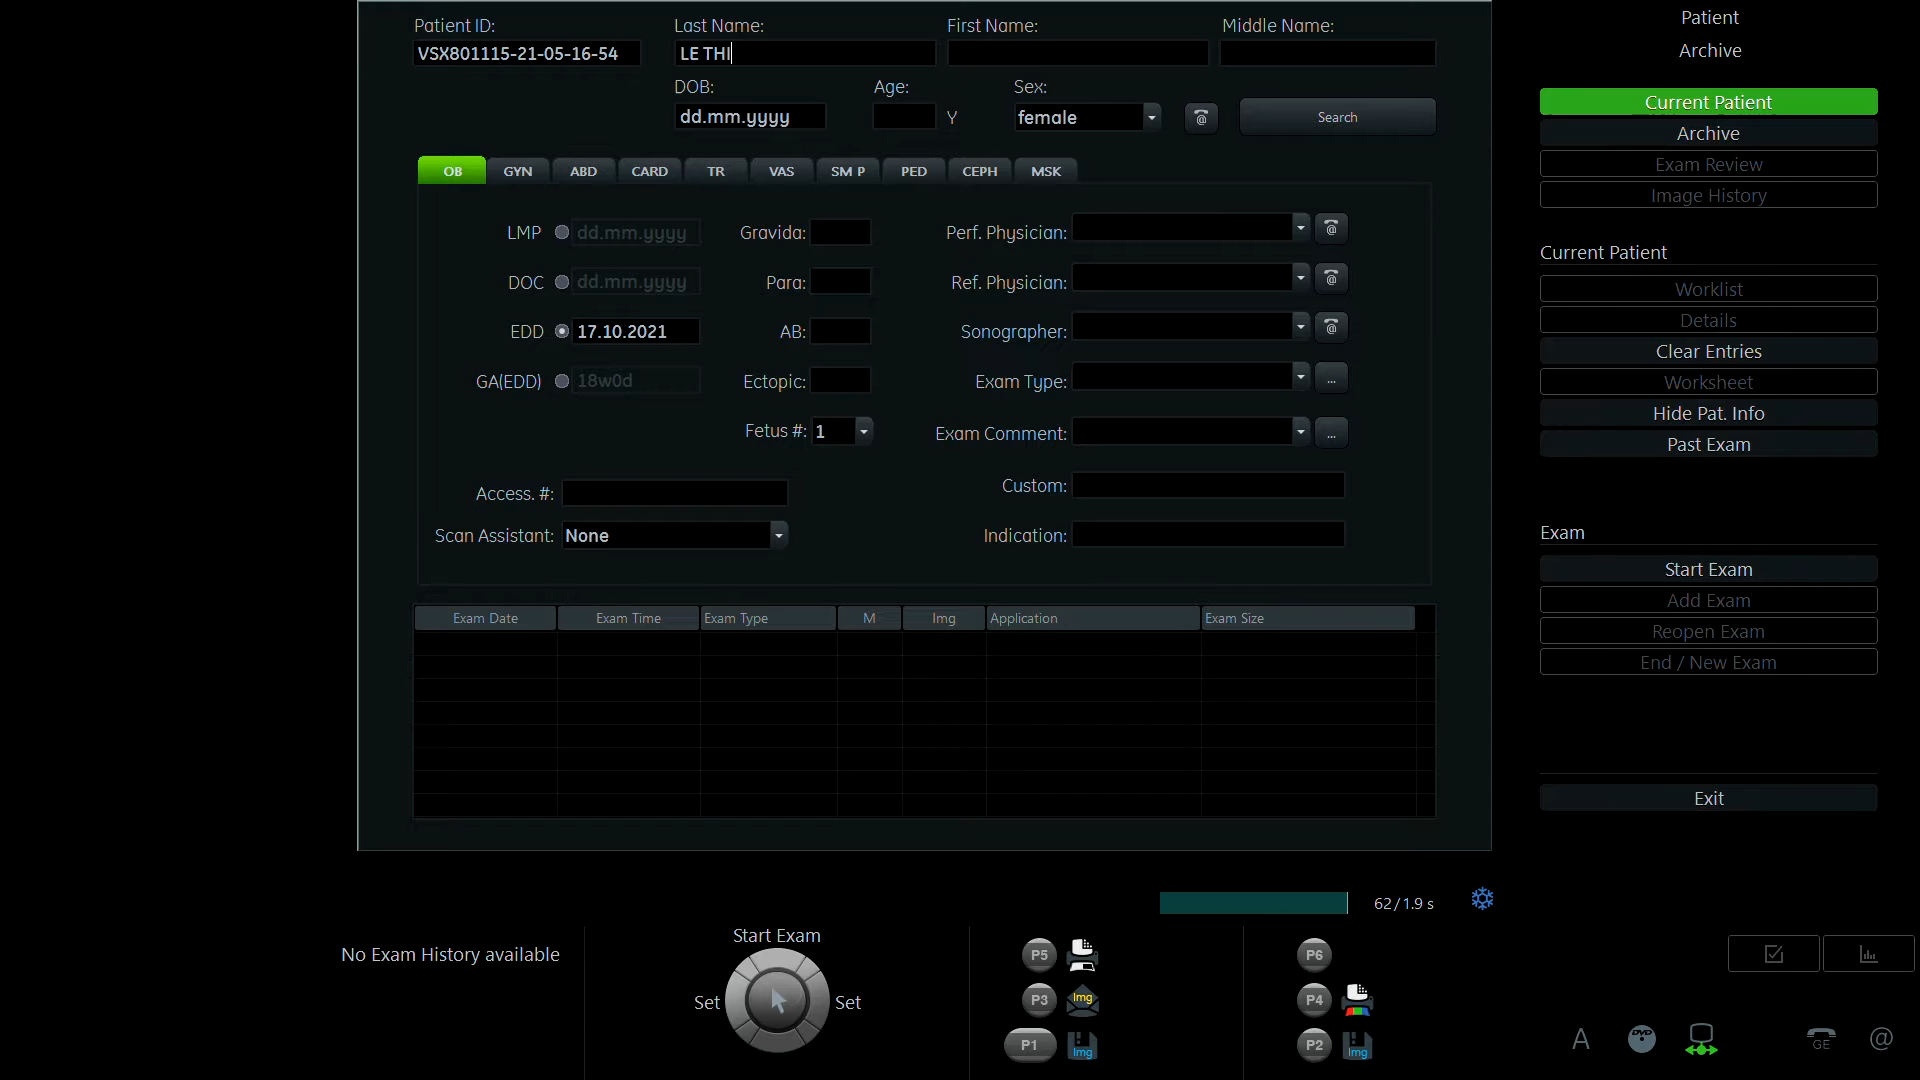 Patient ID: Last Name: First Name: Middle Name:
VSX801115-21-05-16-54 LE THI
DOB: Age: Sex:
dd.mm.yyyy Y female @ Search
OB GYN ABD CARD TR VAS SM P PED CEPH MSK
LMP dd.mm.yyyy Gravida: Perf. Physician: @
DOC dd.mm.yyyy Para: Ref. Physician: @
EDD 17.10.2021 AB: Sonographer: @
GA(EDD) 18w0d Ectopic: Exam Type: ...
Fetus #: 1 Exam Comment: ...
Access. #: Custom:
Scan Assistant: None Indication:
Exam Date Exam Time Exam Type M Img Application Exam Size
Patient
Archive
Current Patient
Archive
Exam Review
Image History
Current Patient
Worklist
Details
Clear Entries
Worksheet
Hide Pat. Info
Past Exam
Exam
Start Exam
Add Exam
Reopen Exam
End / New Exam
Exit
62/1.9 s
No Exam History available
Start Exam
Set Set
P5 P6
P3 Img P4
P1 Img P2 Img
A DVD GE @